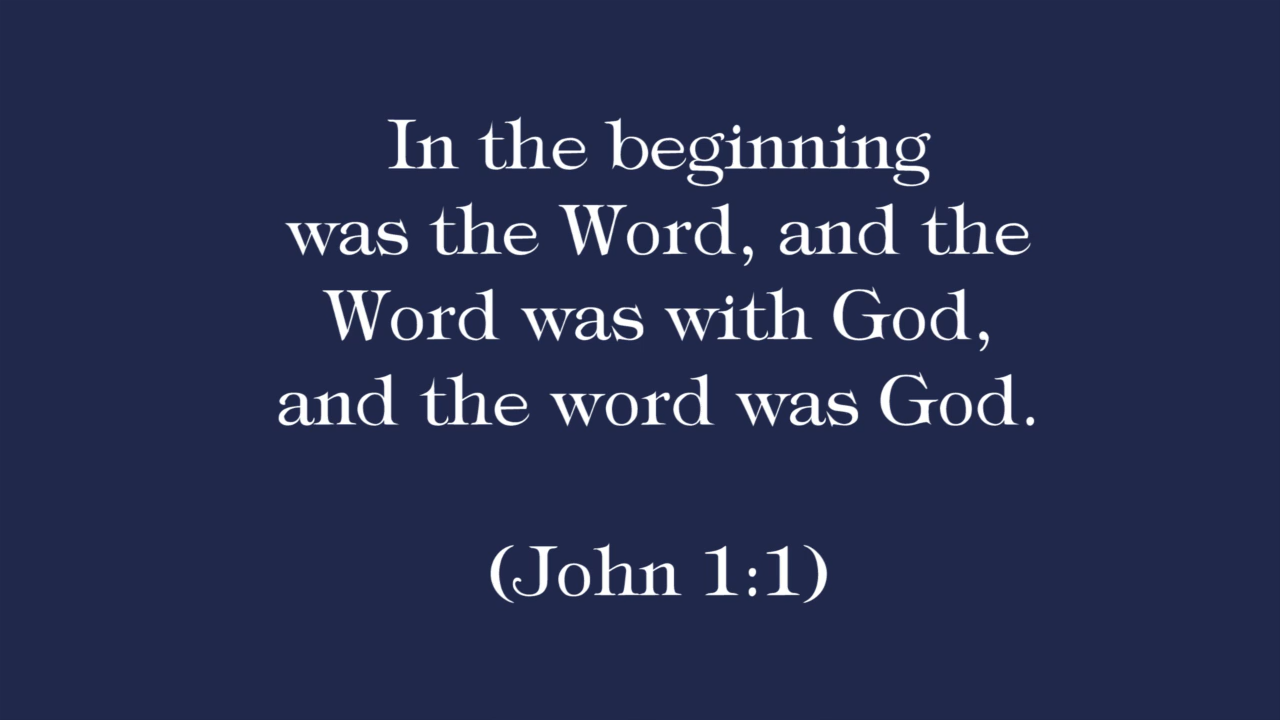 In the beginning
was the Word, and the
Word was with God,
and the word was God.
(John 1:1)